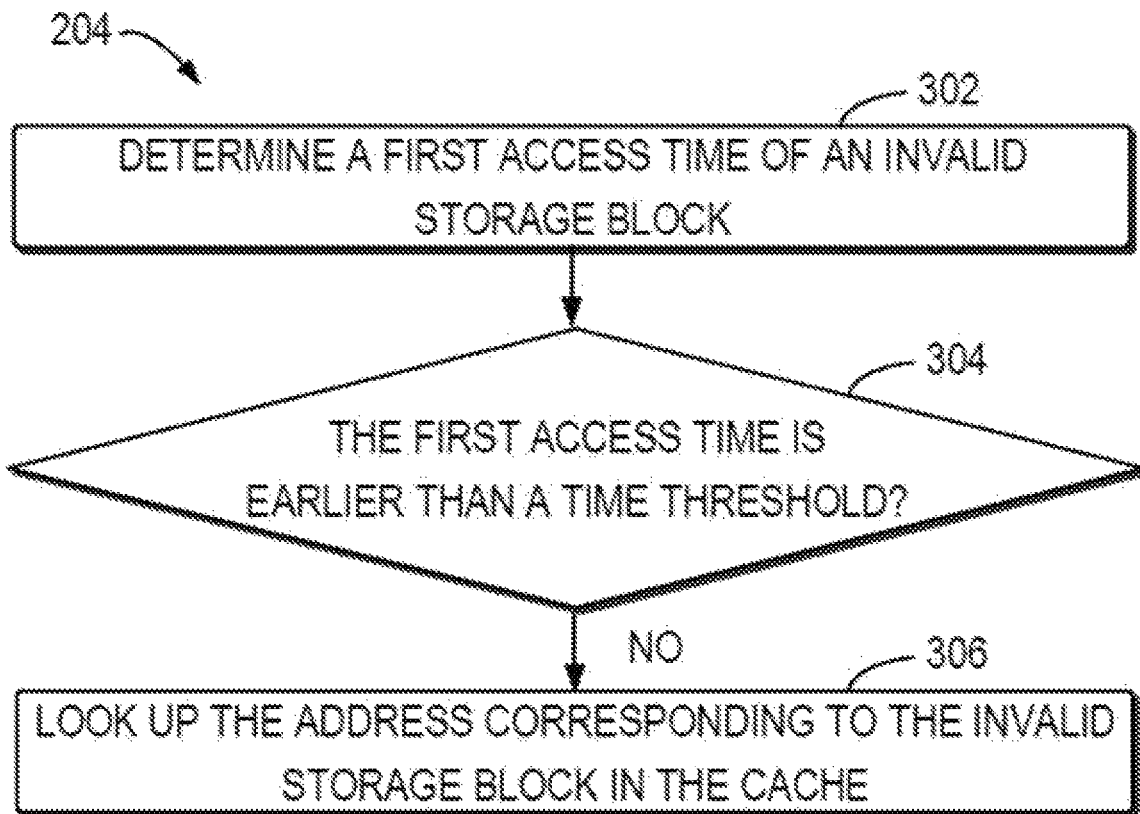 204
302
DETERMINE A FIRST ACCESS TIME OF AN INVALID
STORAGE BLOCK
304
THE FIRST ACCESS TIME IS
EARLIER THAN A TIME THRESHOLD?
NO
306
LOOK UP THE ADDRESS CORRESPONDING TO THE INVALID
STORAGE BLOCK IN THE CACHE